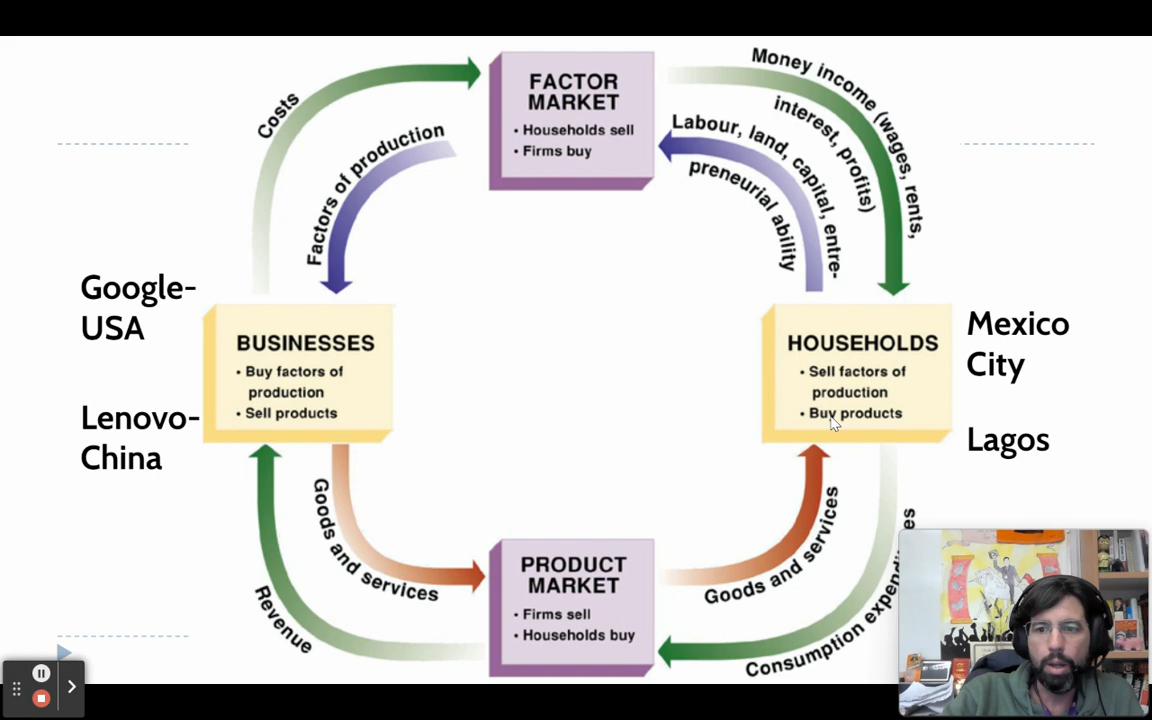 FACTOR
MARKET
• Households sell
• Firms buy
Costs
Factors of production
Money income (wages, rents,
interest, profits)
Labour, land, capital, entre-
preneurial ability
Google-
USA
Lenovo-
China
BUSINESSES
• Buy factors of
production
• Sell products
HOUSEHOLDS
• Sell factors of
production
• Buy products
Mexico
City
Lagos
Goods and services
Revenue
PRODUCT
MARKET
• Firms sell
• Households buy
Goods and services
Consumption